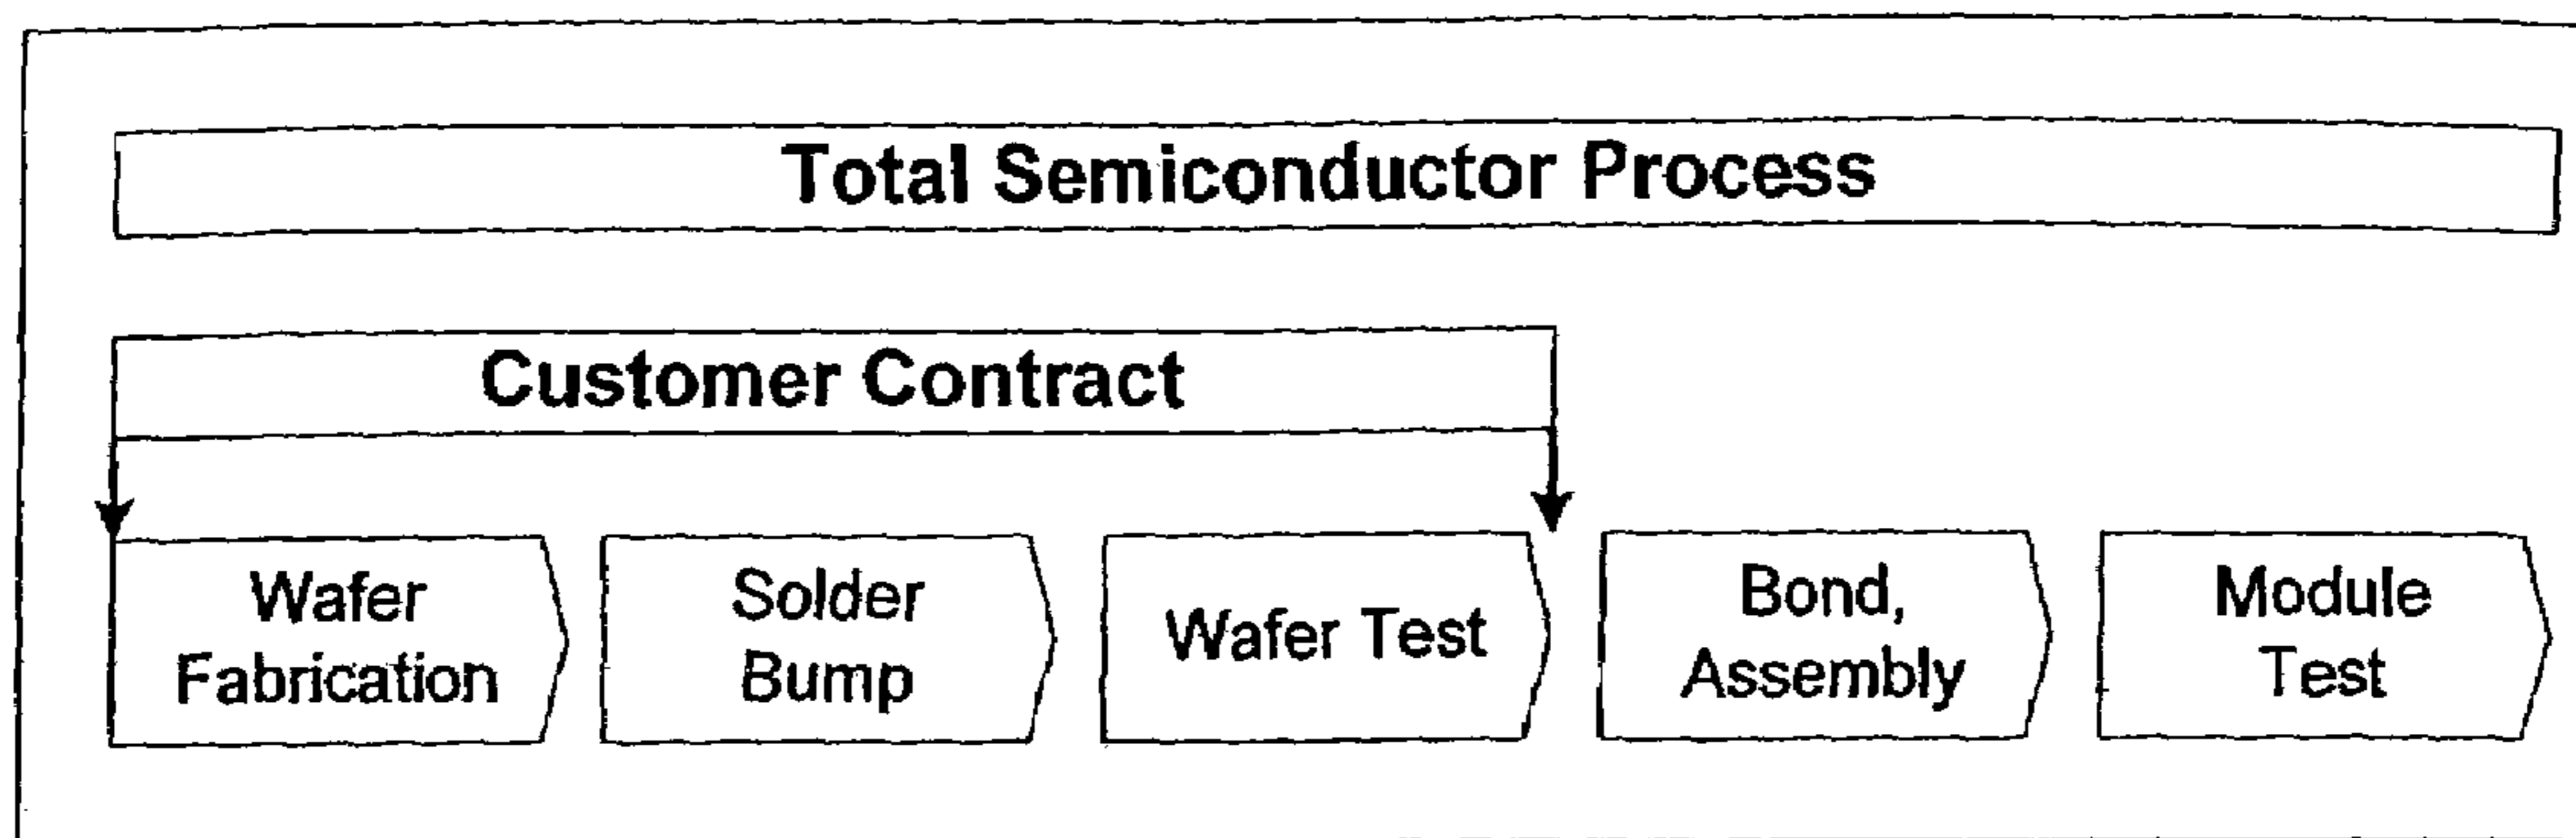 Total Semiconductor Process
Customer Contract
Wafer
Fabrication
Solder
Bump
Wafer Test
Bond,
Assembly
Module
Test